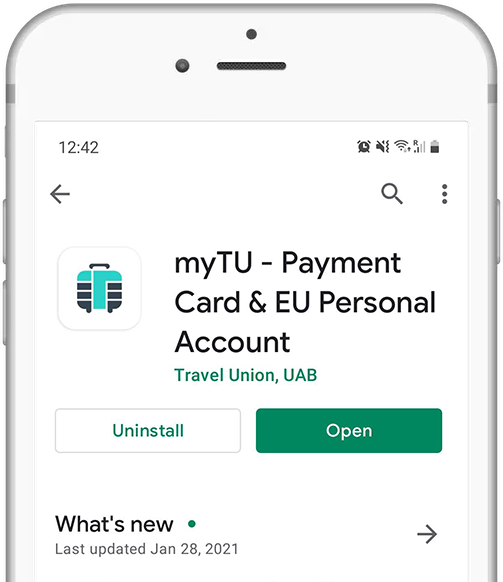 12:42
myTU - Payment
Card & EU Personal
Account
Travel Union, UAB
Uninstall
Open
What's new
Last updated Jan 28, 2021